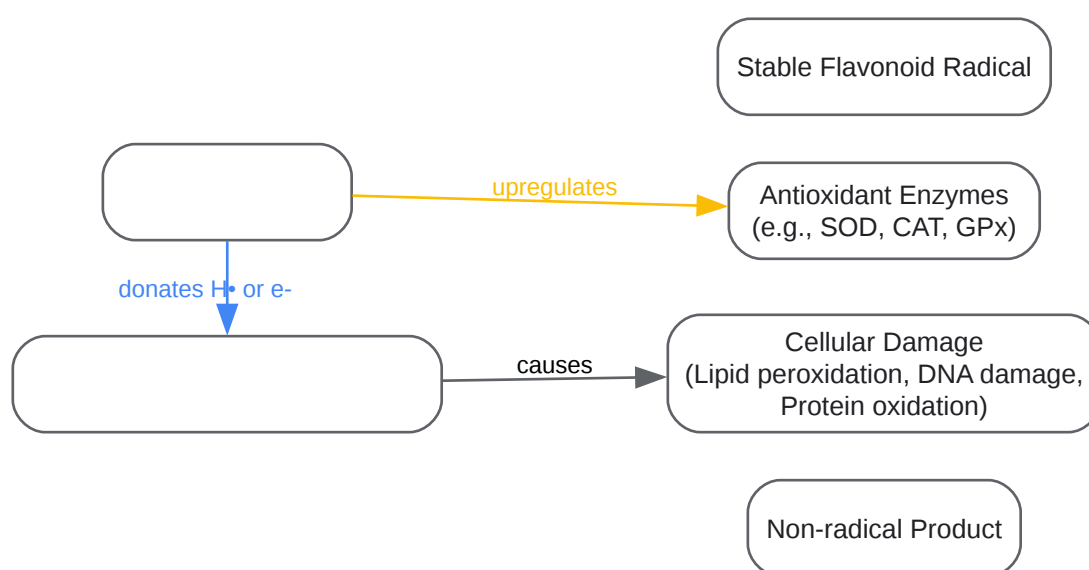 Stable Flavonoid Radical
upregulates
Antioxidant Enzymes
(e.g., SOD, CAT, GPx)
donates H• or e-
causes
Cellular Damage
(Lipid peroxidation, DNA damage,
Protein oxidation)
Non-radical Product